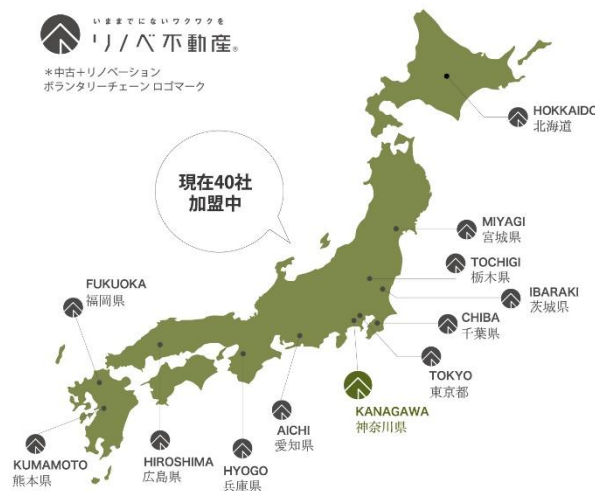 いままでにないワクワクを
リノベ不動産®
＊中古＋リノベーション
ボランタリーチェーン ロゴマーク
HOKKAIDO
北海道
現在40社
加盟中
MIYAGI
宮城県
TOCHIGI
栃木県
FUKUOKA
福岡県
IBARAKI
茨城県
CHIBA
千葉県
TOKYO
東京都
KANAGAWA
神奈川県
AICHI
愛知県
KUMAMOTO
熊本県
HIROSHIMA
広島県
HYOGO
兵庫県